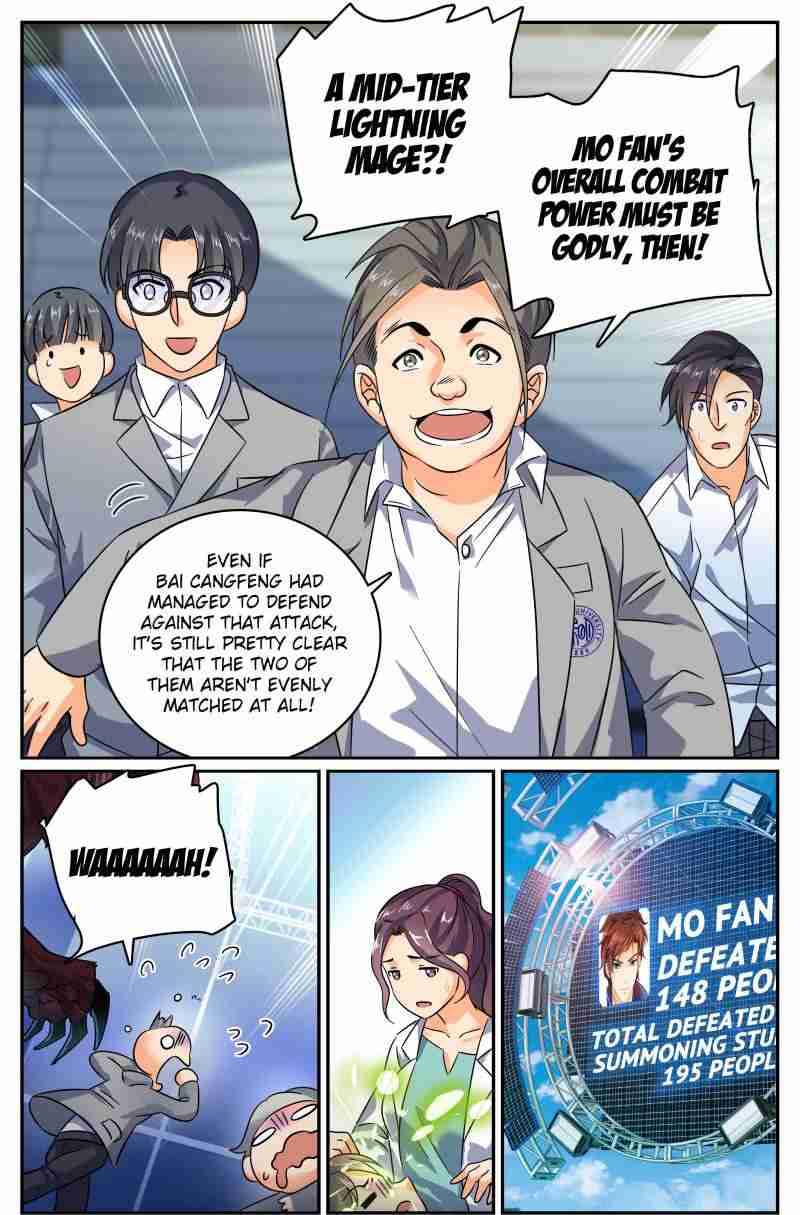 A MID-TIER
LIGHTNING
MAGE?!
MO FAN'S
OVERALL COMBAT
POWER MUST BE
GODLY, THEN!
EVEN IF
BAI CANGFENG HAD
MANAGED TO DEFEND
AGAINST THAT ATTACK,
IT'S STILL PRETTY CLEAR
THAT THE TWO OF
THEM AREN'T EVENLY
MATCHED AT ALL!
WAAAAAAH!
MO FAN
DEFEATE
148 PEO
TOTAL DEFEATED
SUMMONING STU
195 PEOPL